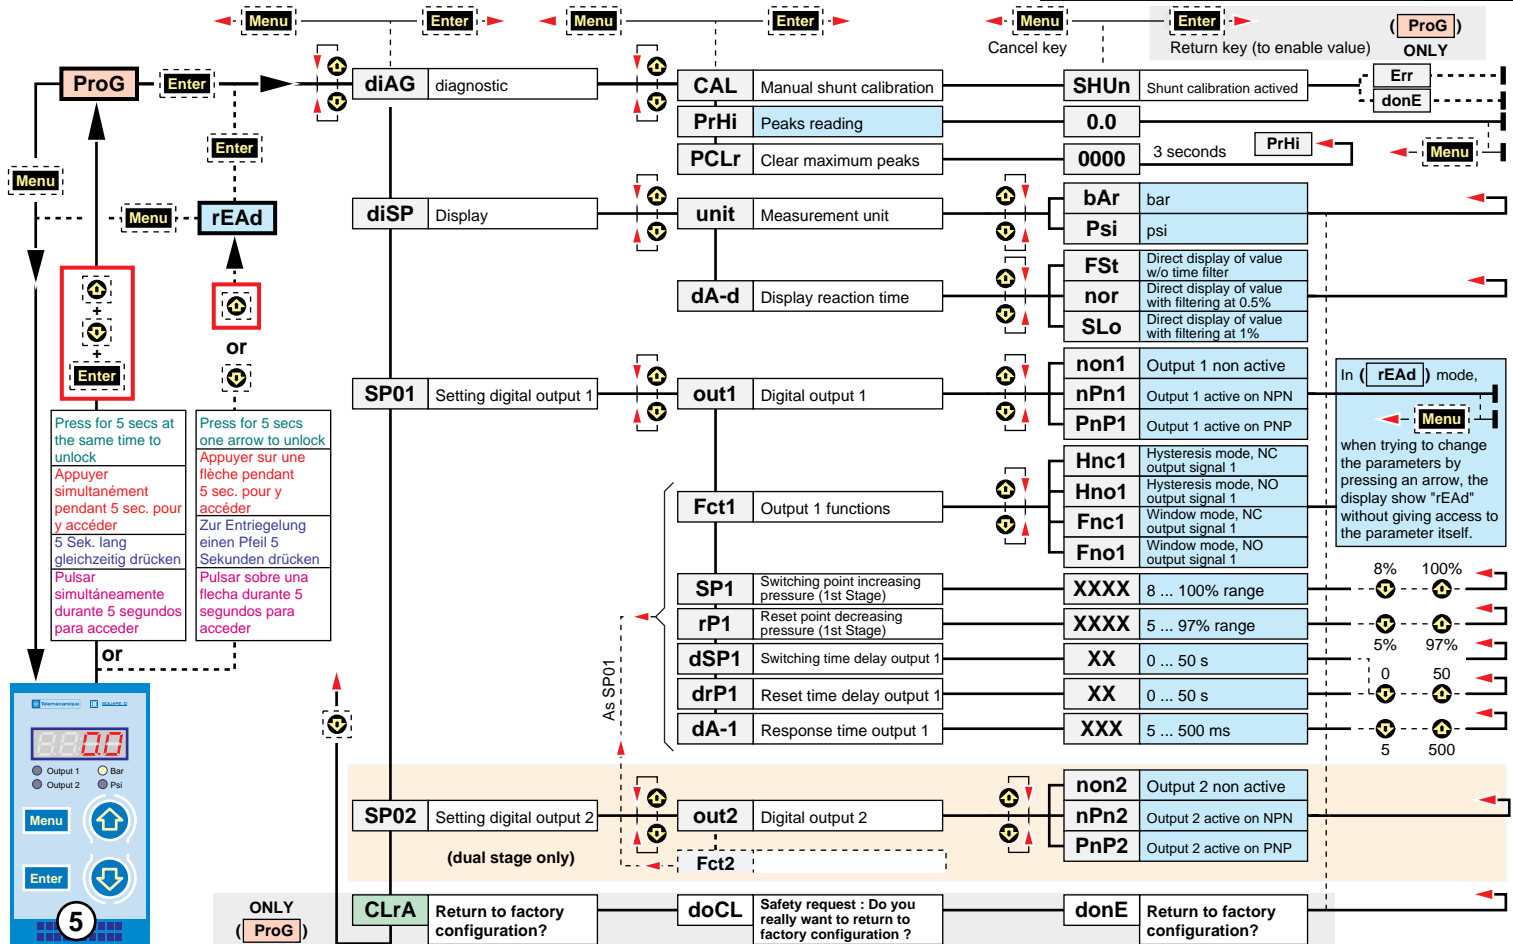 Menu
Enter
Menu
Enter
Menu
Enter
( ProG )
ONLY
Cancel key
Return key (to enable value)
ProG
Enter
diAG
diagnostic
CAL
Manual shunt calibration
SHUn
Shunt calibration actived
Err
donE
PrHi
Peaks reading
0.0
PCLr
Clear maximum peaks
0000
3 seconds
PrHi
Menu
Enter
Menu
Menu
rEAd
diSP
Display
unit
Measurement unit
bAr
bar
Psi
psi
dA-d
Display reaction time
FSt
Direct display of value
w/o time filter
nor
Direct display of value
with filtering at 0.5%
SLo
Direct display of value
with filtering at 1%
+
+
Enter
or
Press for 5 secs at
the same time to
unlock
Appuyer
simultanément
pendant 5 sec. pour
y accéder
5 Sek. lang
gleichzeitig drücken
Pulsar
simultáneamente
durante 5 segundos
para acceder
Press for 5 secs
one arrow to unlock
Appuyer sur une
flèche pendant
5 sec. pour y
accéder
Zur Entriegelung
einen Pfeil 5
Sekunden drücken
Pulsar sobre una
flecha durante 5
segundos para
acceder
or
SP01
Setting digital output 1
out1
Digital output 1
non1
Output 1 non active
nPn1
Output 1 active on NPN
PnP1
Output 1 active on PNP
In ( rEAd ) mode,
Menu
when trying to change
the parameters by
pressing an arrow, the
display show "rEAd"
without giving access to
the parameter itself.
Fct1
Output 1 functions
Hnc1
Hysteresis mode, NC
output signal 1
Hno1
Hysteresis mode, NO
output signal 1
Fnc1
Window mode, NC
output signal 1
Fno1
Window mode, NO
output signal 1
SP1
Switching point increasing
pressure (1st Stage)
XXXX
8 ... 100% range
8%
100%
rP1
Reset point decreasing
pressure (1st Stage)
XXXX
5 ... 97% range
5%
97%
dSP1
Switching time delay output 1
XX
0 ... 50 s
0
50
drP1
Reset time delay output 1
XX
0 ... 50 s
dA-1
Response time output 1
XXX
5 ... 500 ms
5
500
As SP01
Telemecanique
SQUARE D
0.0
Output 1
Bar
Output 2
Psi
Menu
Enter
5
SP02
Setting digital output 2
(dual stage only)
out2
Digital output 2
Fct2
non2
Output 2 non active
nPn2
Output 2 active on NPN
PnP2
Output 2 active on PNP
ONLY
( ProG )
CLrA
Return to factory
configuration?
doCL
Safety request : Do you
really want to return to
factory configuration ?
donE
Return to factory
configuration?